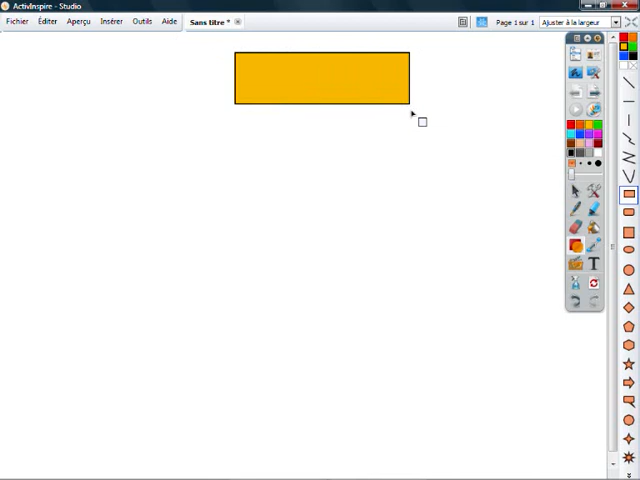 ActivInspire - Studio
Fichier Éditer Aperçu Insérer Outils Aide Sans titre * Page 1 sur 1 Ajuster à la largeur
T